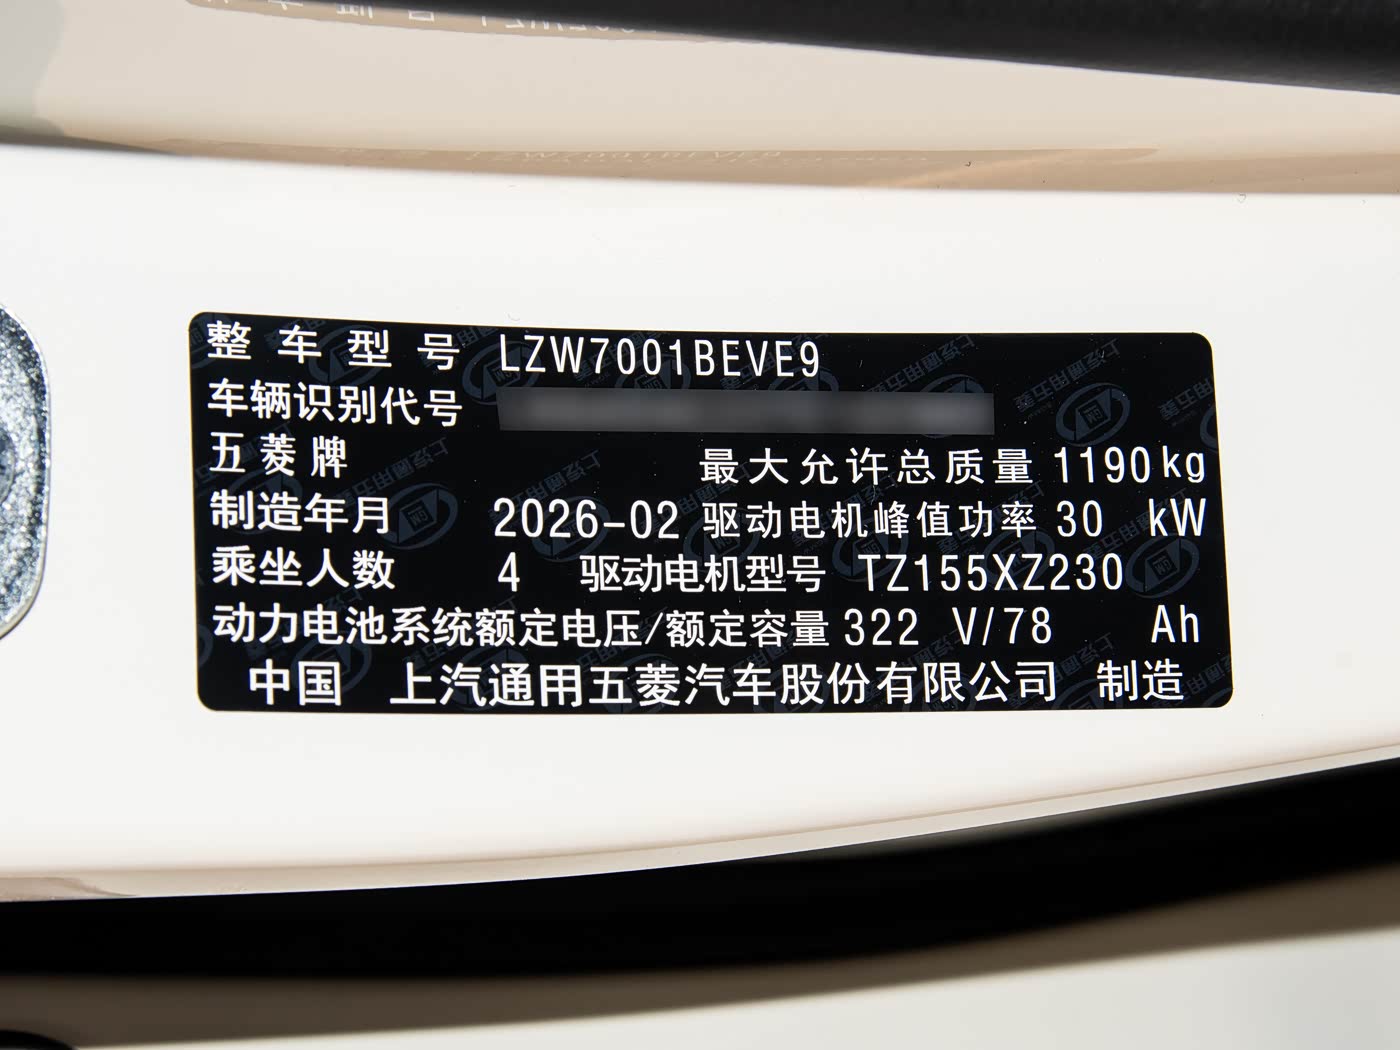 整车型号 LZW7001BEVE9
车辆识别代号
五菱牌 最大允许总质量 1190kg
制造年月 2026-02 驱动电机峰值功率 30 kW
乘坐人数 4 驱动电机型号 TZ155XZ230
动力电池系统额定电压/额定容量 322 V/78 Ah
中国 上汽通用五菱汽车股份有限公司 制造